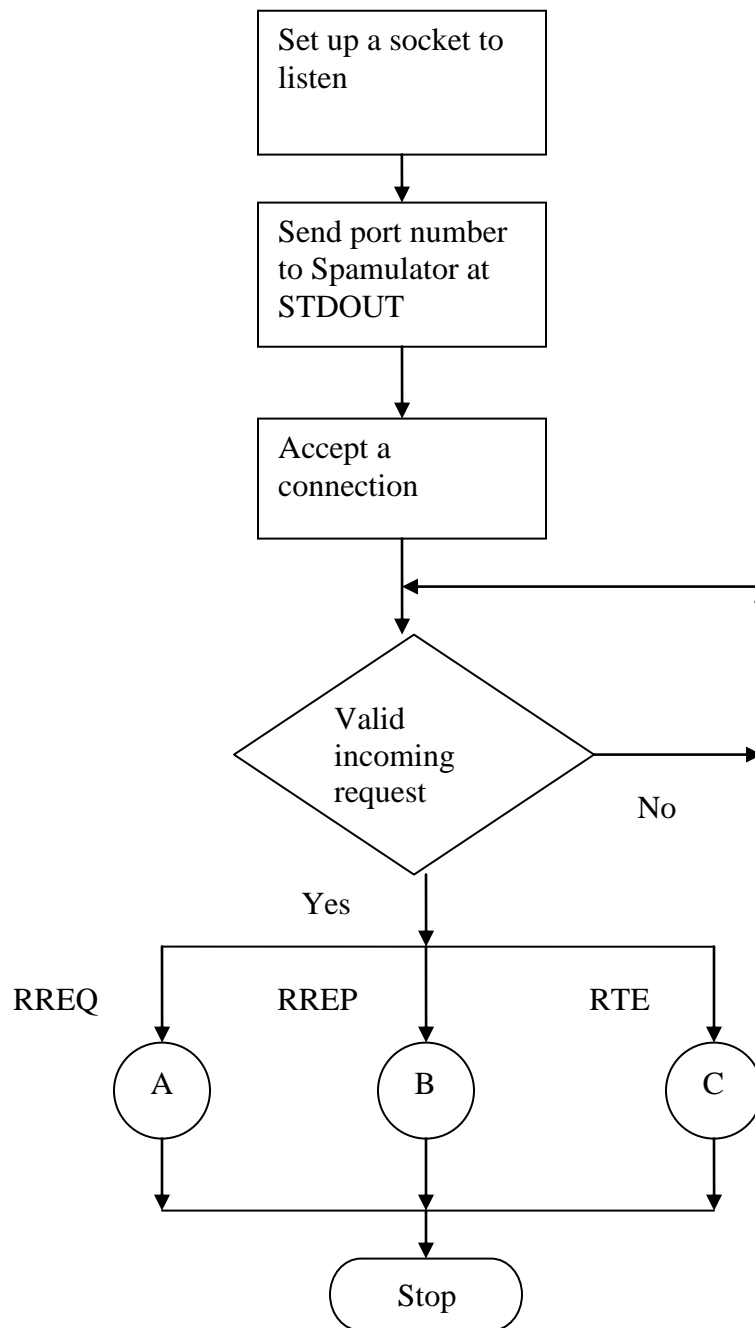 Set up a socket to
listen
Send port number
to Spamulator at
STDOUT
Accept a
connection
Valid
incoming
request
No
Yes
RREQ
RREP
RTE
A
B
C
Stop